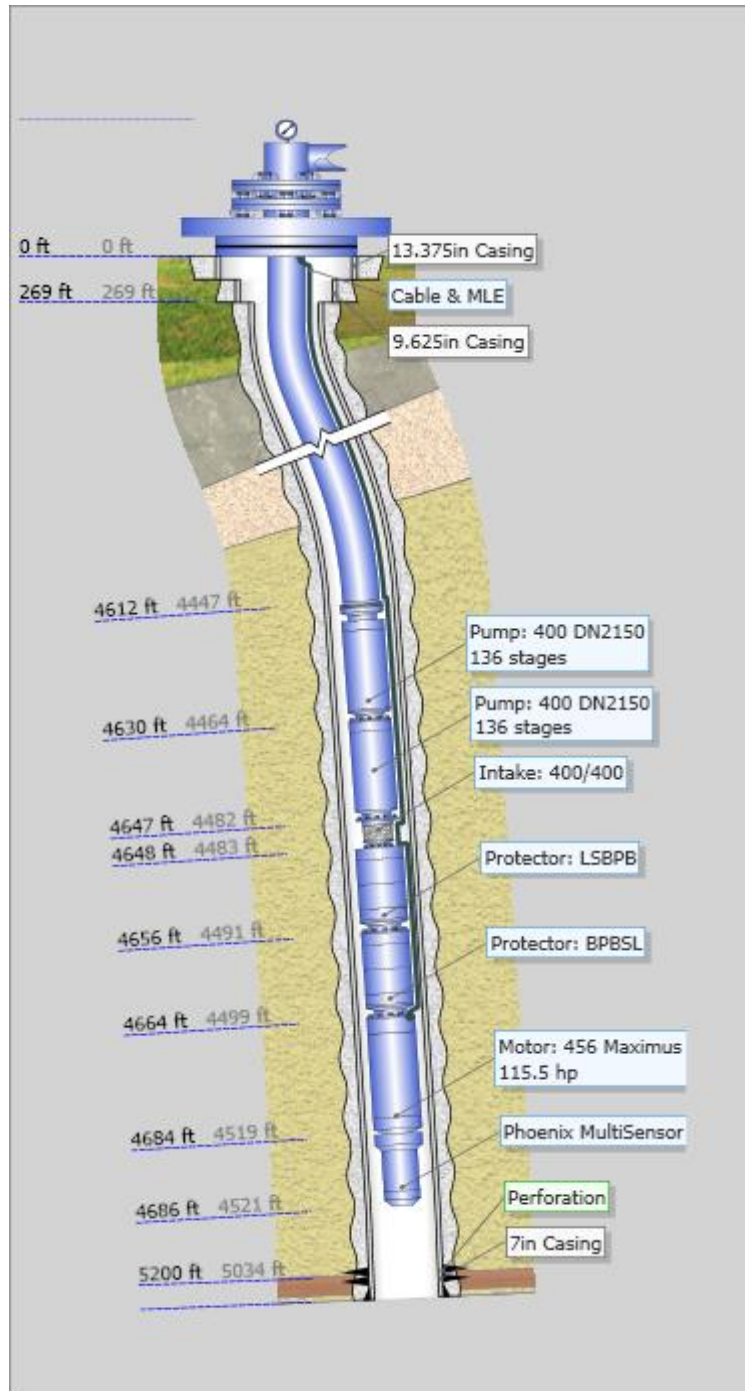 0 ft 0 ft
13.375in Casing
269 ft 269 ft
Cable & MLE
9.625in Casing
4612 ft 4447 ft
Pump: 400 DN2150
136 stages
4630 ft 4464 ft
Pump: 400 DN2150
136 stages
Intake: 400/400
4647 ft 4482 ft
4648 ft 4483 ft
Protector: LSBPB
4656 ft 4491 ft
Protector: BPBSL
4664 ft 4499 ft
Motor: 456 Maximus
115.5 hp
4684 ft 4519 ft
Phoenix MultiSensor
4686 ft 4521 ft
Perforation
7in Casing
5200 ft 5034 ft